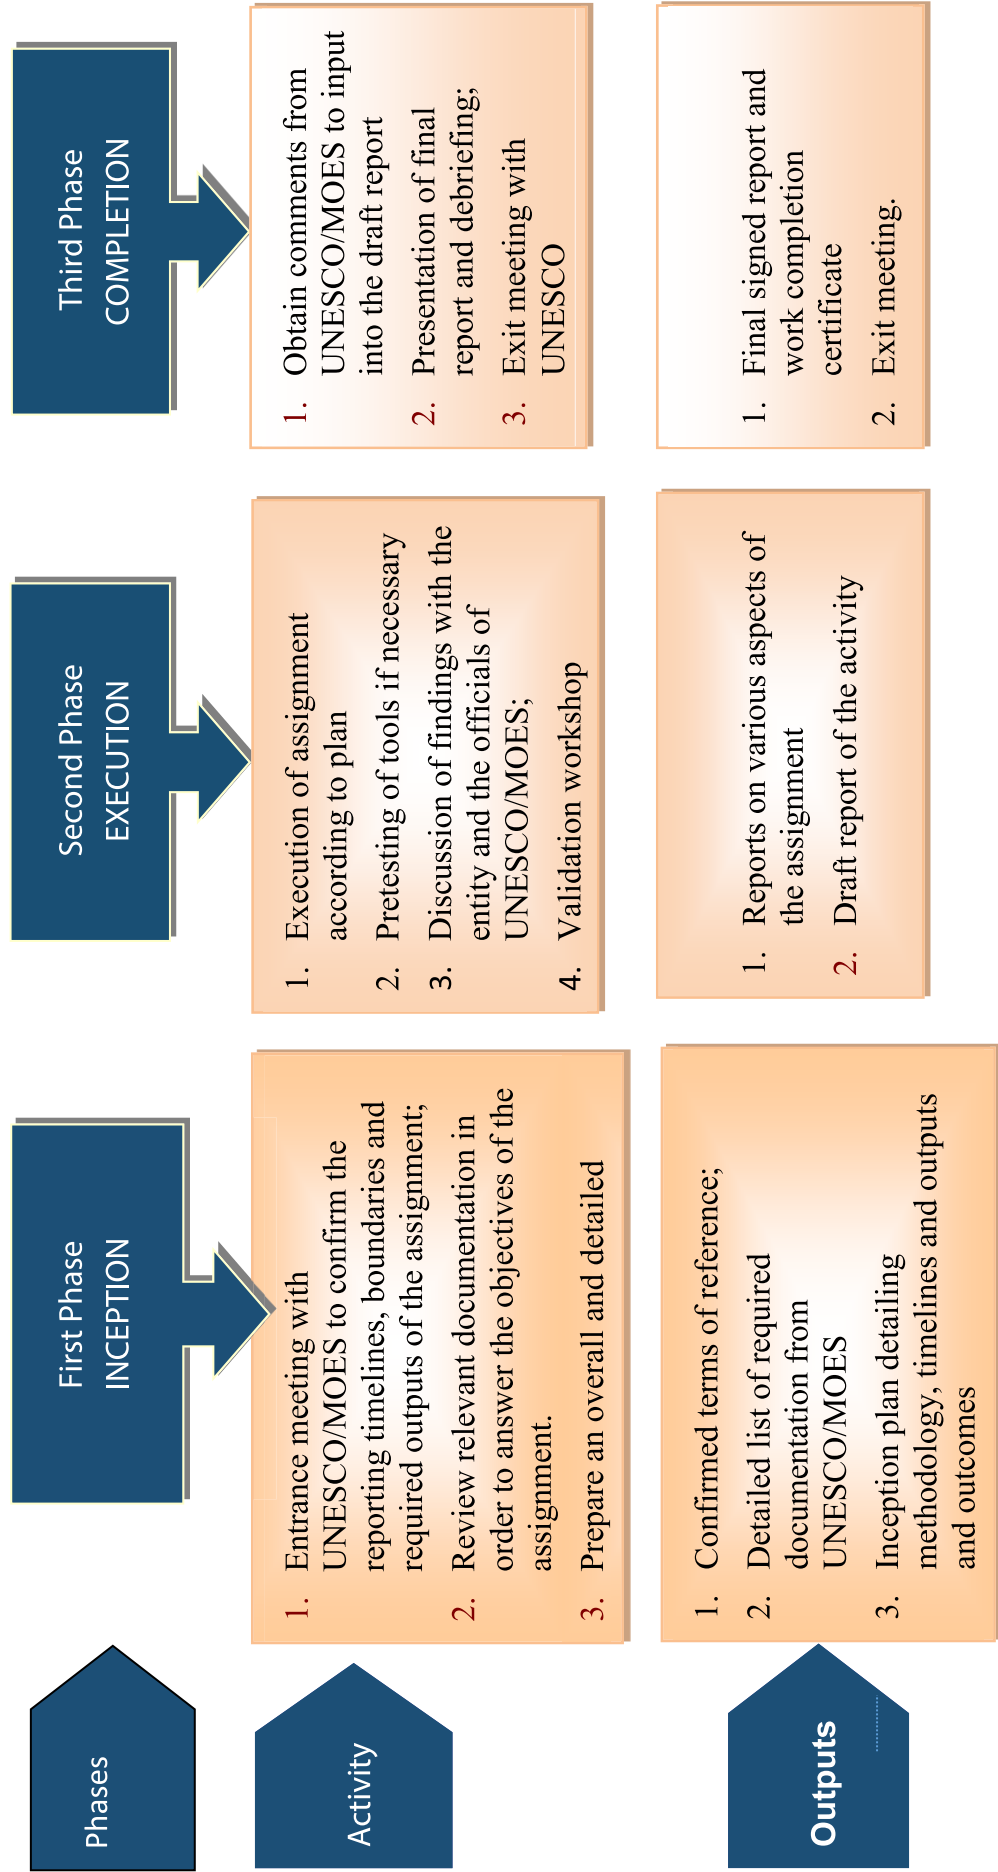 Phases
First Phase
INCEPTION
Second Phase
EXECUTION
Third Phase
COMPLETION
Activity
1. Entrance meeting with
UNESCO/MOES to confirm the
reporting timelines, boundaries and
required outputs of the assignment;
2. Review relevant documentation in
order to answer the objectives of the
assignment.
3. Prepare an overall and detailed
1. Execution of assignment
according to plan
2. Pretesting of tools if necessary
3. Discussion of findings with the
entity and the officials of
UNESCO/MOES;
4. Validation workshop
1. Obtain comments from
UNESCO/MOES to input
into the draft report
2. Presentation of final
report and debriefing;
3. Exit meeting with
UNESCO
Outputs
1. Confirmed terms of reference;
2. Detailed list of required
documentation from
UNESCO/MOES
3. Inception plan detailing
methodology, timelines and outputs
and outcomes
1. Reports on various aspects of
the assignment
2. Draft report of the activity
1. Final signed report and
work completion
certificate
2. Exit meeting.